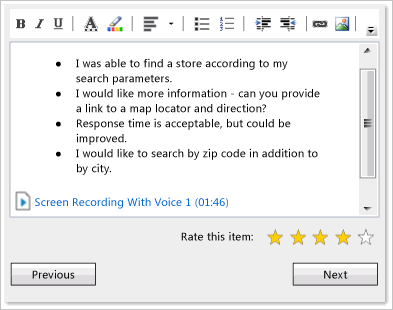 B I U A
• I was able to find a store according to my
search parameters.
• I would like more information - can you provide
a link to a map locator and direction?
• Response time is acceptable, but could be
improved.
• I would like to search by zip code in addition to
by city.
Screen Recording With Voice 1 (01:46)
Rate this item:
Previous Next